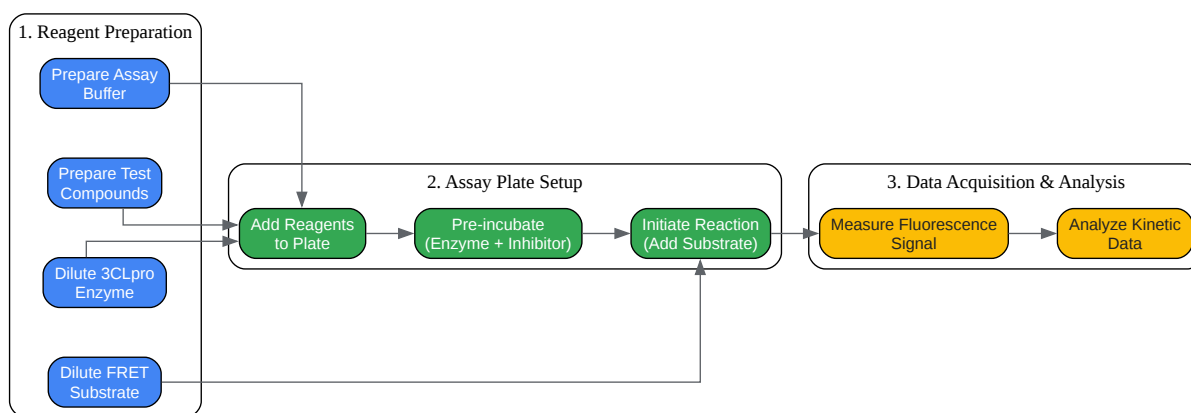 1. Reagent Preparation
Prepare Assay
Buffer
Prepare Test
Compounds
Dilute 3CLpro
Enzyme
Dilute FRET
Substrate
2. Assay Plate Setup
Add Reagents
to Plate
Pre-incubate
(Enzyme + Inhibitor)
Initiate Reaction
(Add Substrate)
3. Data Acquisition & Analysis
Measure Fluorescence
Signal
Analyze Kinetic
Data